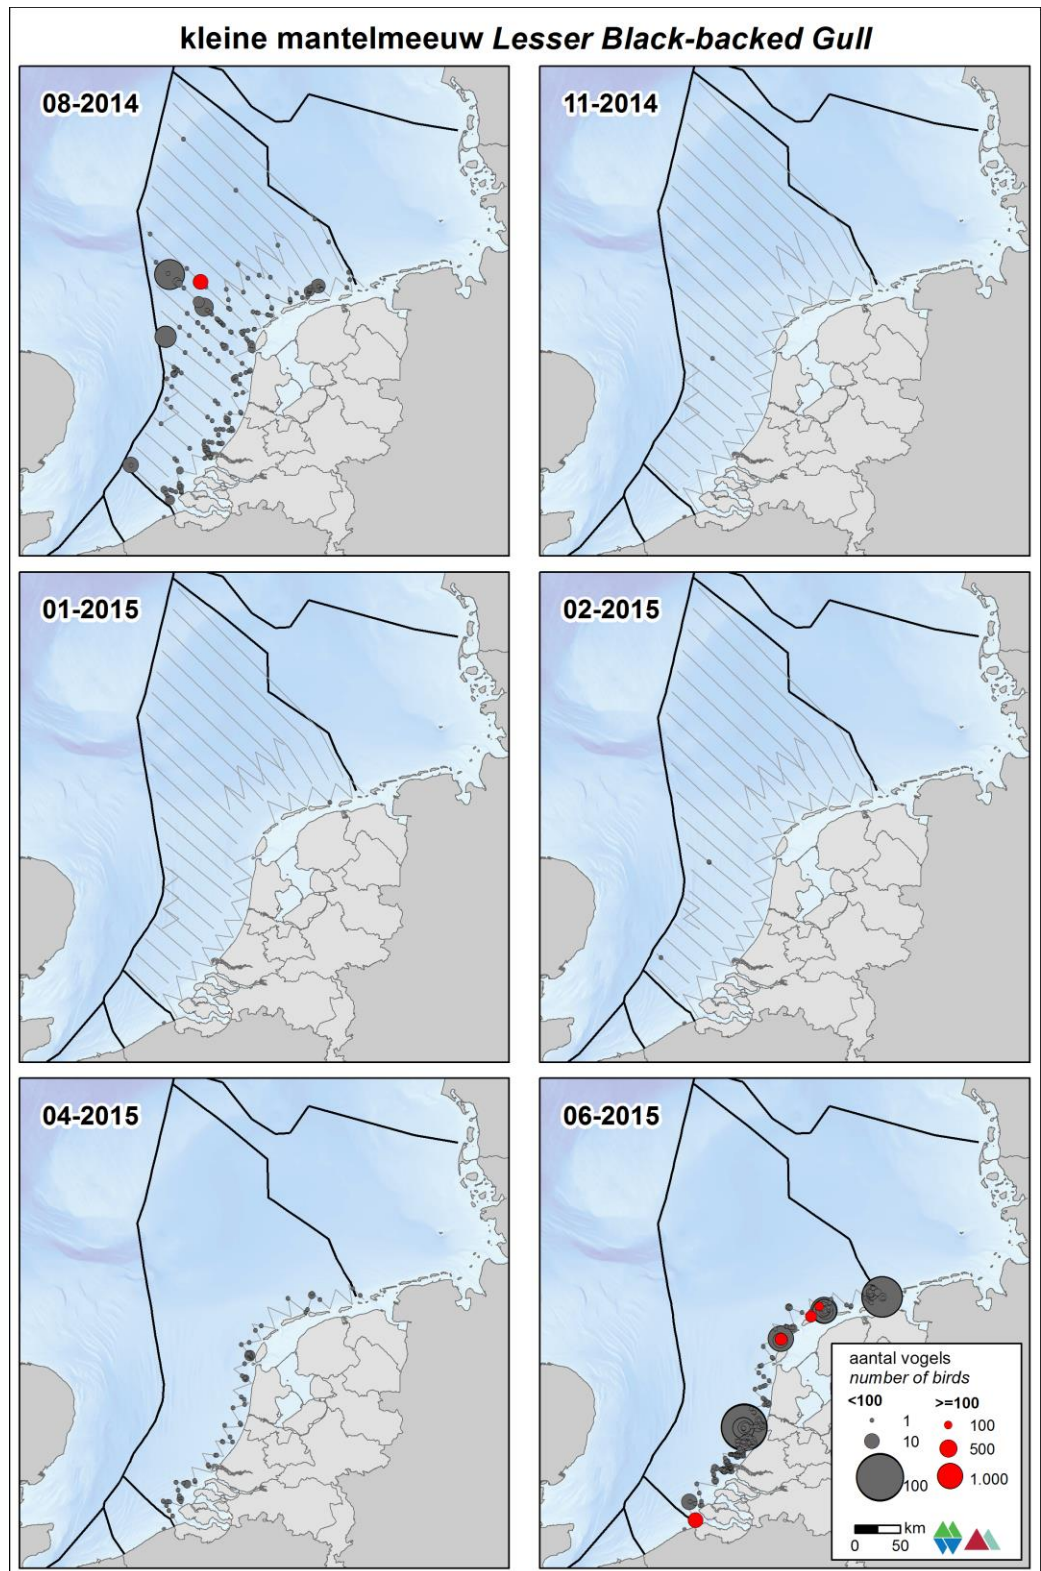 kleine mantelmeeuw Lesser Black-backed Gull
08-2014
11-2014
01-2015
02-2015
04-2015
06-2015
aantal vogels
number of birds
<100 >=100
1 100
10 500
100 1.000
km
0 50